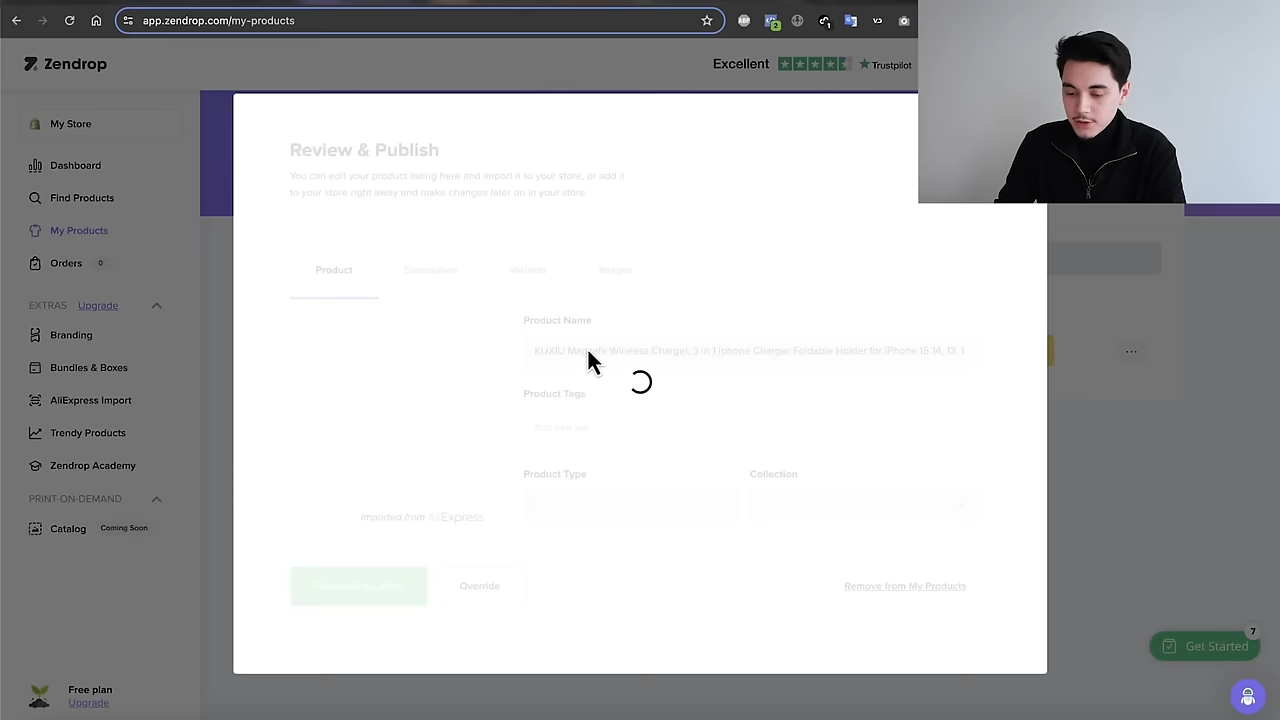 app.zendrop.com/my-products
2
1
Zendrop
Excellent
Trustpilot
My Store
Dashboard
Find Products
My Products
Orders
0
EXTRAS
Upgrade
Branding
Bundles & Boxes
AliExpress Import
Trendy Products
Zendrop Academy
PRINT-ON-DEMAND
Catalog
Coming Soon
Free plan
Upgrade
Review & Publish
You can edit your product listing here and import it to your store, or add it
to your store right away and make changes later on in your store.
Product
Description
Variants
Images
Product Name
KUXIU Magsafe Wireless Charger, 3 in 1 iphone Charger Foldable Holder for iPhone 15 14, 13, 1
Product Tags
Add new tag
Product Type
Collection
Imported from AliExpress
Override
Remove from My Products
7
Get Started